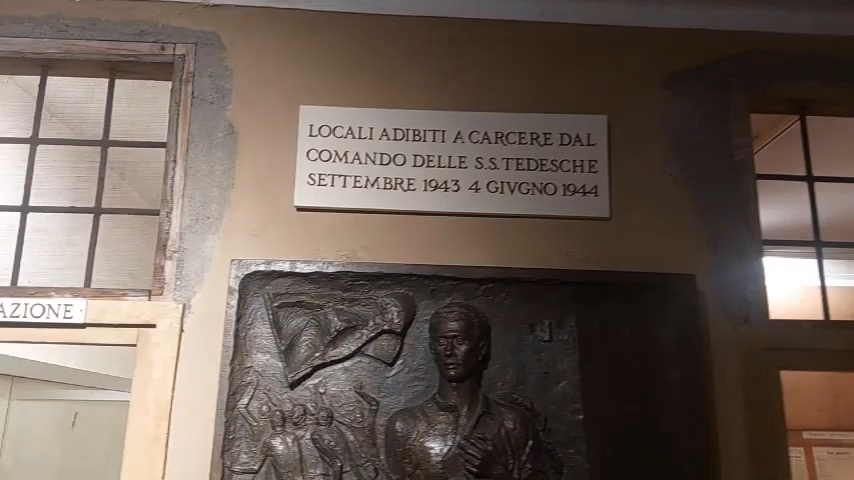 LOCALI ADIBITI A CARCERE DAL
COMANDO DELLE S.S. TEDESCHE
SETTEMBRE 1943 4 GIVGNO 1944
AZIONE